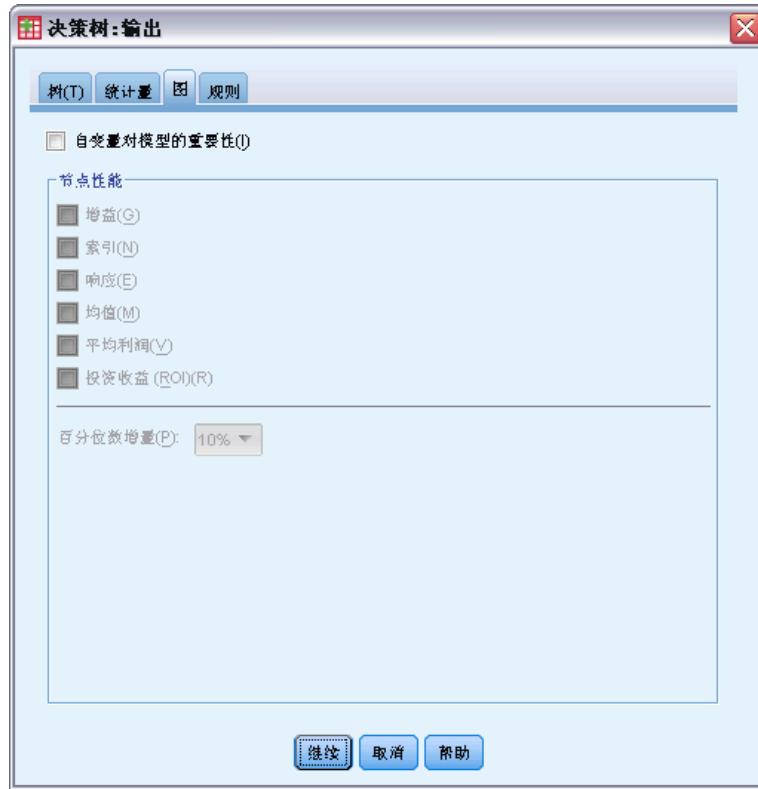 决策树:输出
树(T) 统计量 图 规则
自变量对模型的重要性(I)
节点性能
增益(G)
索引(N)
响应(E)
均值(M)
平均利润(V)
投资收益 (ROI)(R)
百分位数增量(P): 10%
继续 取消 帮助